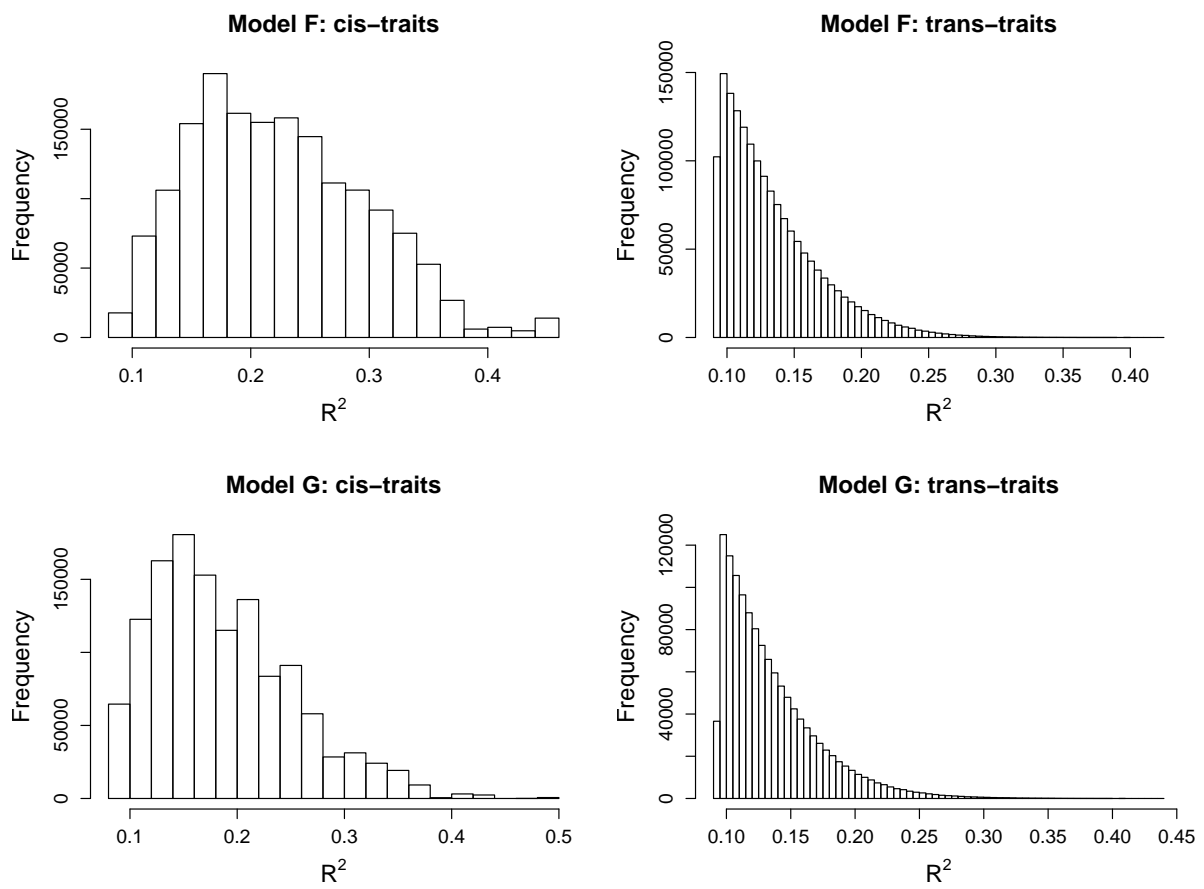 Model F: cis−traits
Frequency
0 50000 150000
0.1 0.2 0.3 0.4
R²
Model F: trans−traits
Frequency
0 50000 100000 150000
0.10 0.15 0.20 0.25 0.30 0.35 0.40
R²
Model G: cis−traits
Frequency
0 50000 150000
0.1 0.2 0.3 0.4 0.5
R²
Model G: trans−traits
Frequency
0 40000 80000 120000
0.10 0.15 0.20 0.25 0.30 0.35 0.40 0.45
R²